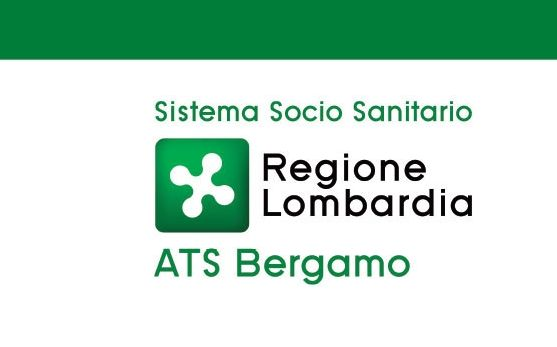 Sistema Socio Sanitario
Regione
Lombardia
ATS Bergamo